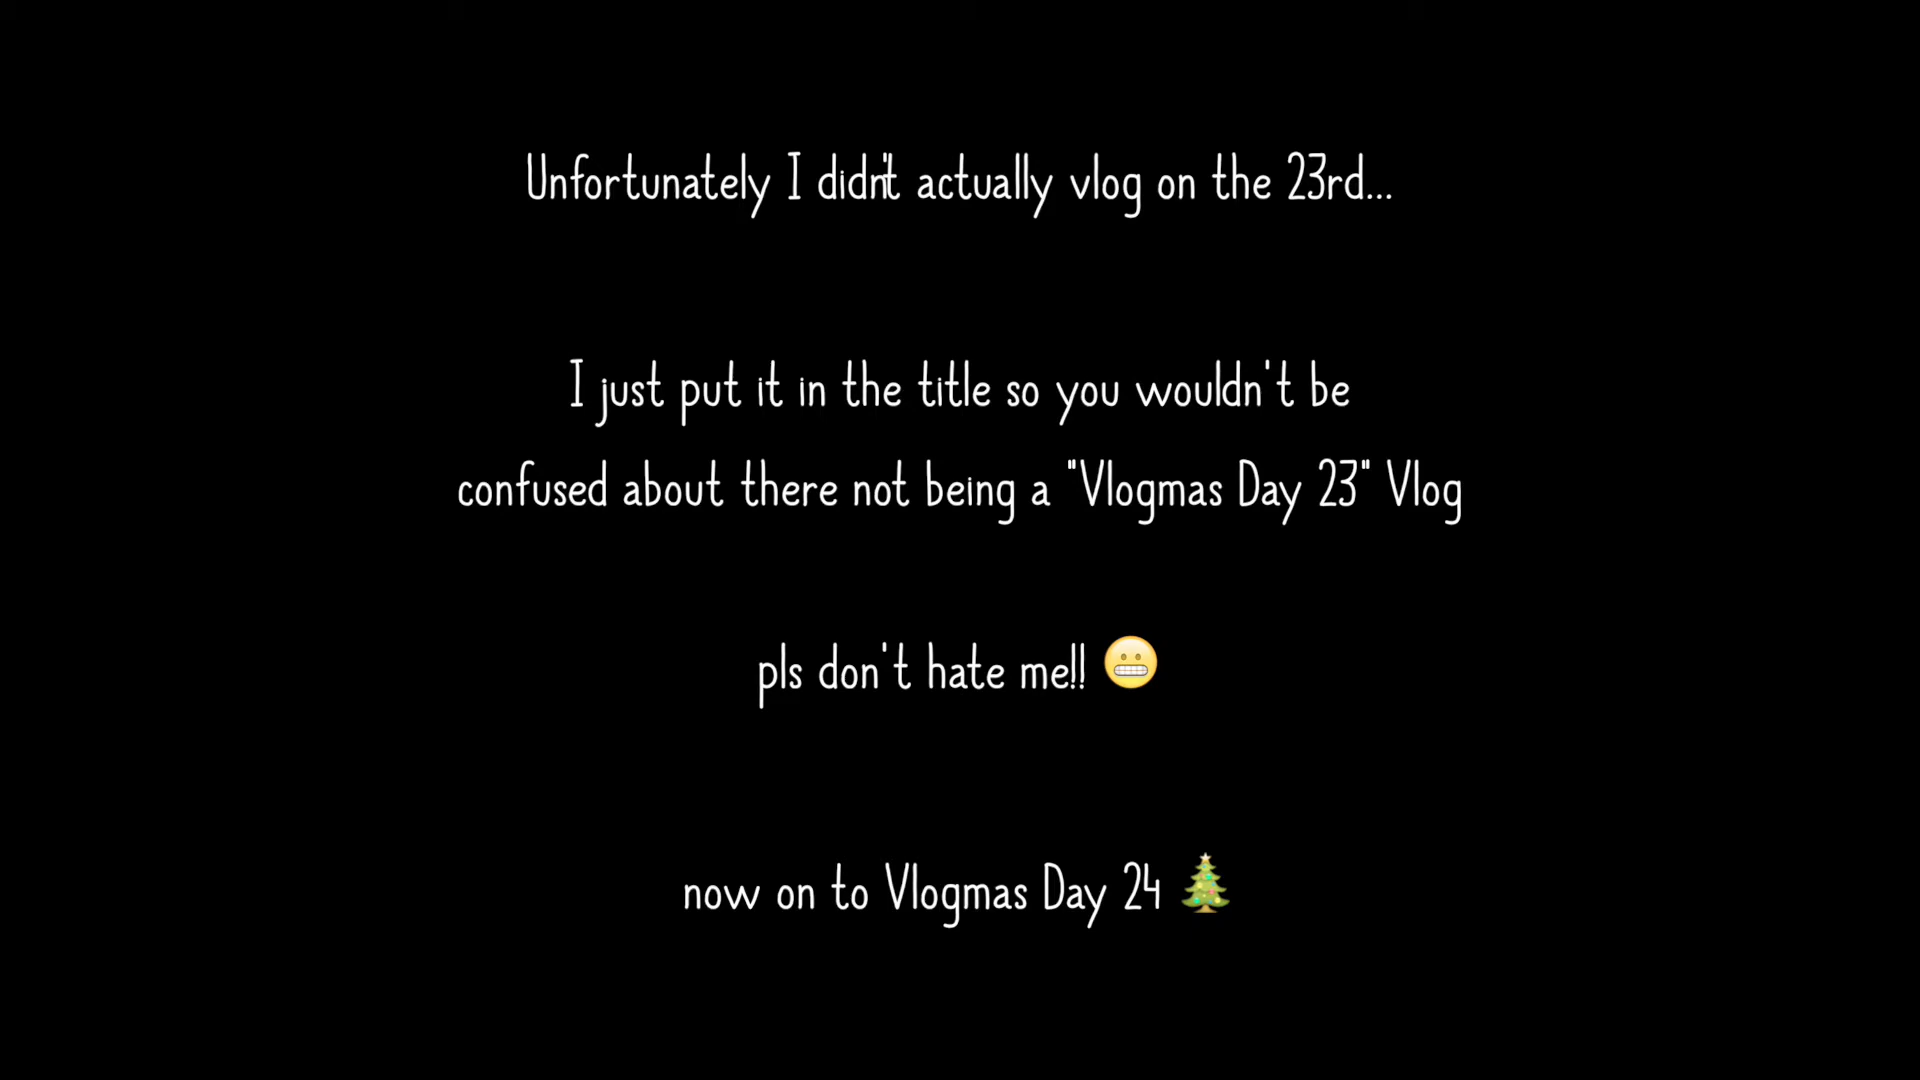 Unfortunately I didn't actually vlog on the 23rd...
I just put it in the title so you wouldn't be
confused about there not being a "Vlogmas Day 23" Vlog
pls don't hate me!! 😬
now on to Vlogmas Day 24 🎄